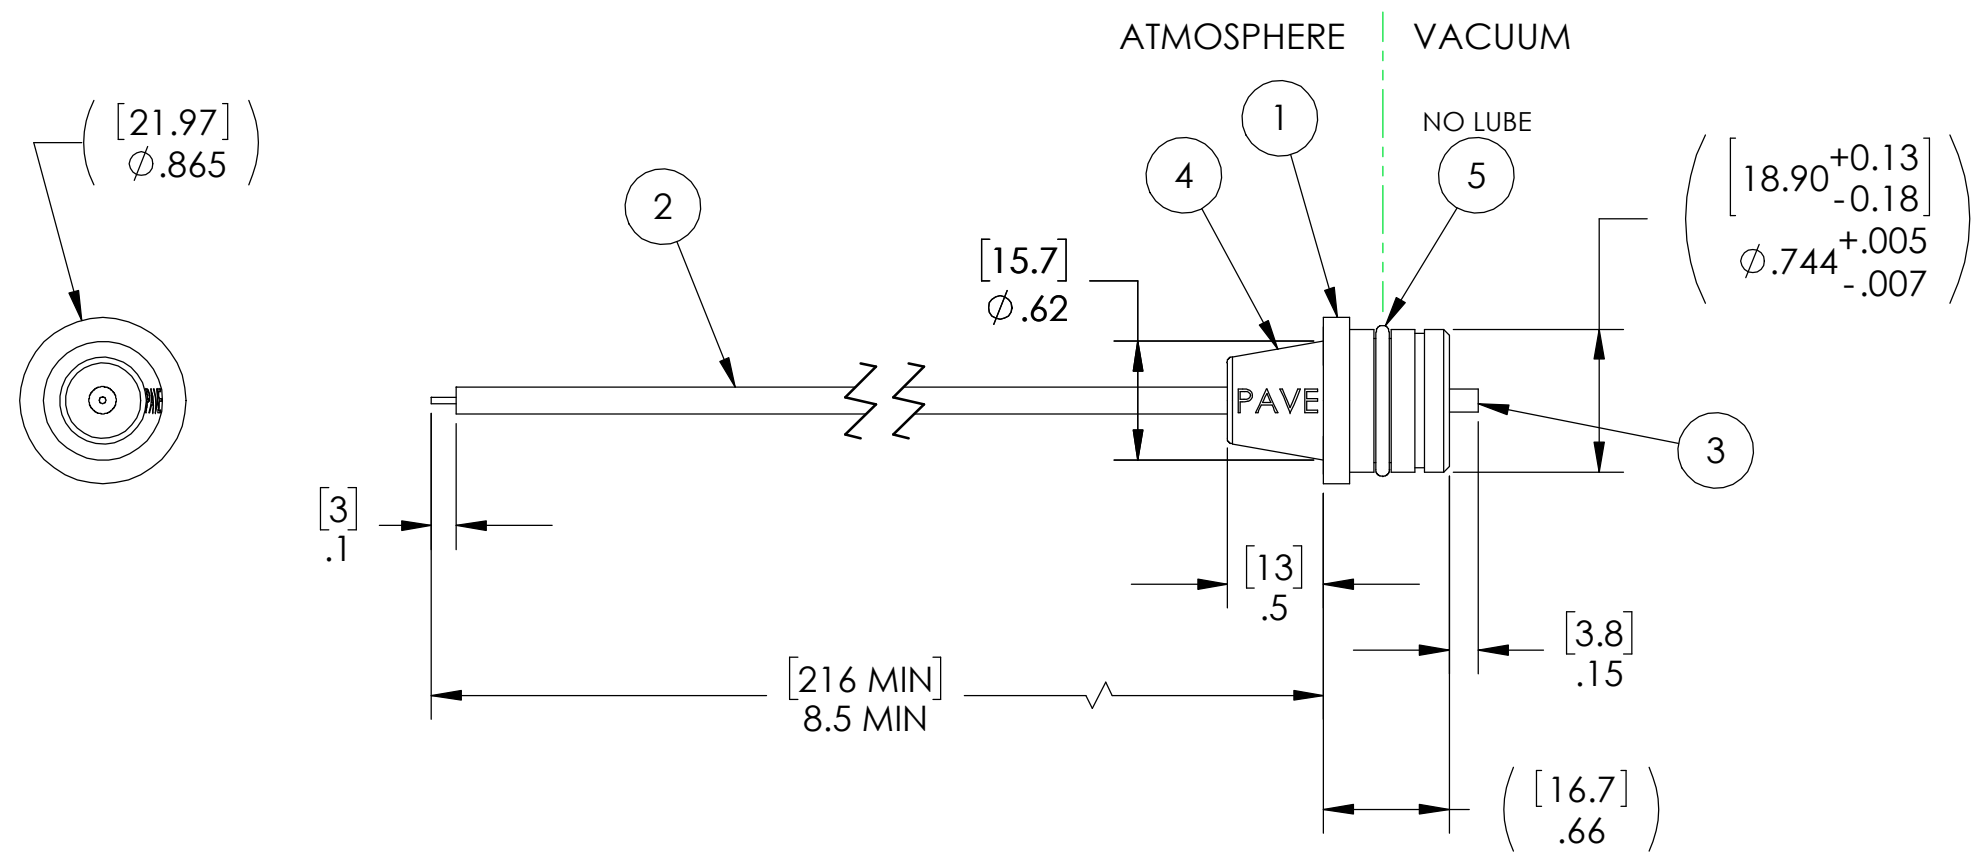 ATMOSPHERE VACUUM
[21.97]
Ø.865
1
NO LUBE
2
4
5
[18.90 +0.13 -0.18]
Ø.744 +.005 -.007
[15.7]
Ø.62
PAVE
PAVE
3
[3]
.1
[13]
.5
[3.8]
.15
[216 MIN]
8.5 MIN
[16.7]
.66